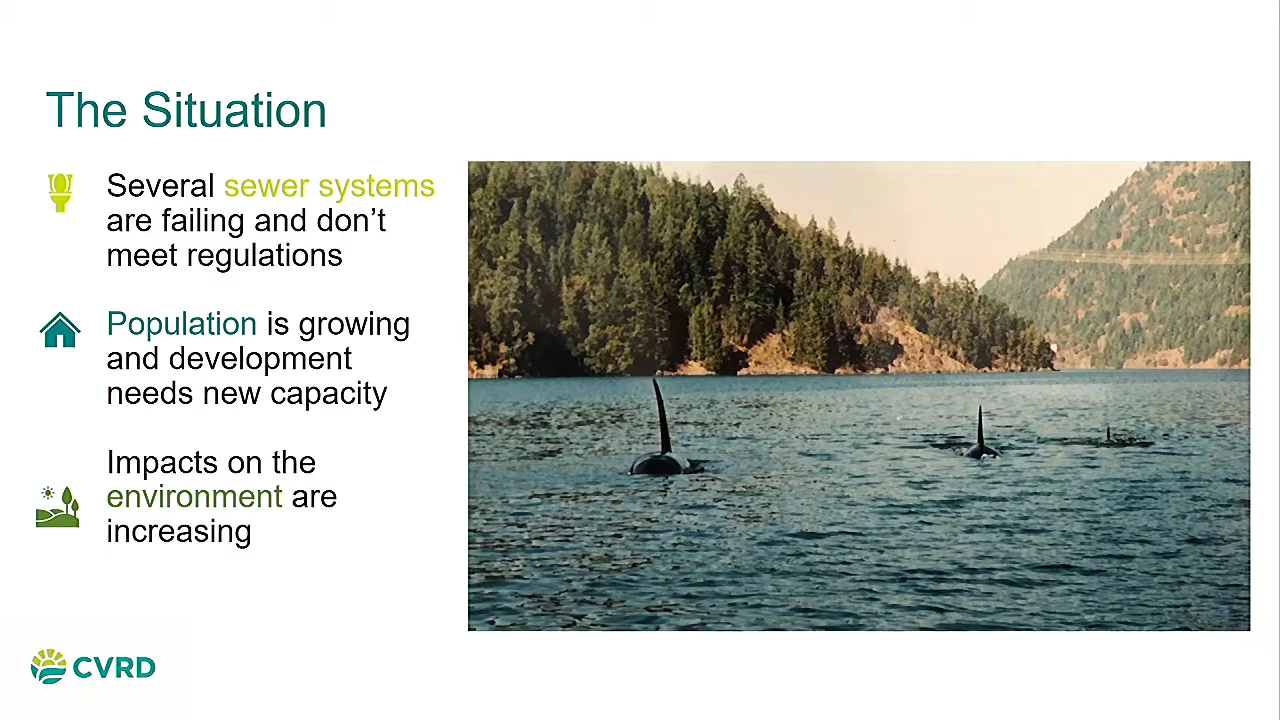 The Situation
Several sewer systems
are failing and don’t
meet regulations
Population is growing
and development
needs new capacity
Impacts on the
environment are
increasing
CVRD